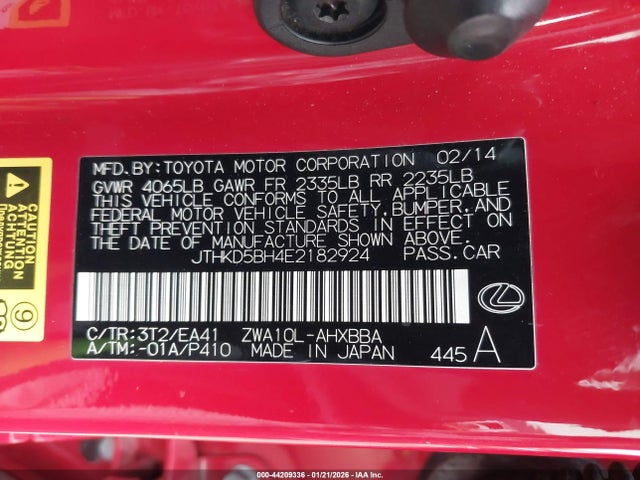 MFD.BY:TOYOTA MOTOR CORPORATION 02/14
GVWR 4065LB GAWR FR 2335LB RR 2235LB
THIS VEHICLE CONFORMS TO ALL APPLICABLE
FEDERAL MOTOR VEHICLE SAFETY,BUMPER,AND
THEFT PREVENTION STANDARDS IN EFFECT ON
THE DATE OF MANUFACTURE SHOWN ABOVE.
JTHKD5BH4E2182924 PASS.CAR
C/TR:3T2/EA41 ZWA10L-AHXBBA
A/TM:-01A/P410 MADE IN JAPAN 445 A
CAUTION
ATTENTION
ACHTUNG
9
000-44209336 - 01/21/2026 - IAA Inc.